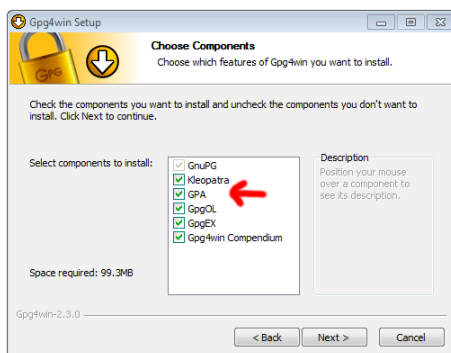 Gpg4win Setup
GPG
Choose Components
Choose which features of Gpg4win you want to install.
Check the components you want to install and uncheck the components you don't want to
install. Click Next to continue.
Select components to install:
GnuPG
Kleopatra
GPA
GpgOL
GpgEX
Gpg4win Compendium
Description
Position your mouse
over a component to
see its description.
Space required: 99.3MB
Gpg4win-2.3.0
< Back
Next >
Cancel